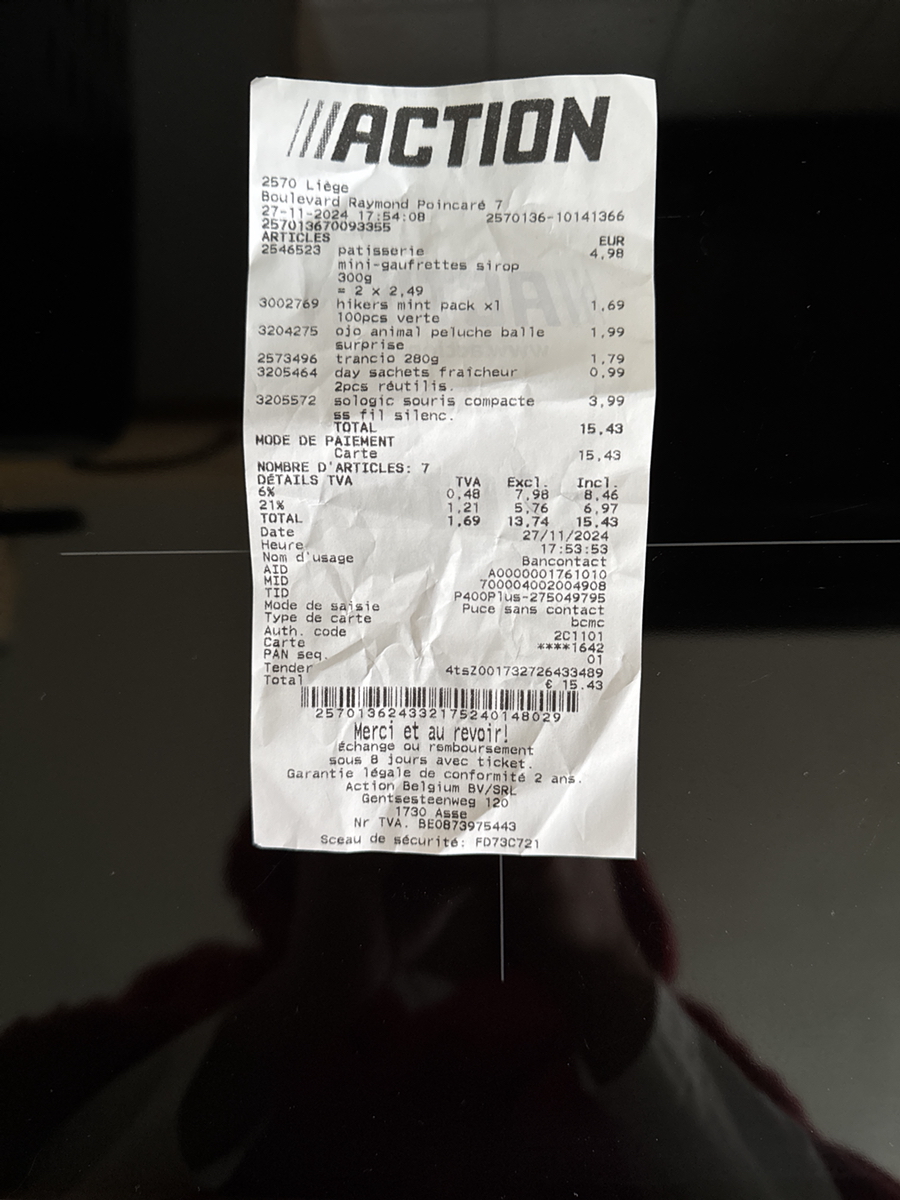 ///ACTION
2570 Liège
Boulevard Raymond Poincaré 7
27-11-2024 17:54:08 2570136-10141366
257013670093355
ARTICLES EUR
2546523 patisserie 4,98
mini-gaufrettes sirop
300g
= 2 x 2,49
3002769 hikers mint pack x1 1,69
100pcs verte
3204275 ojo animal peluche balle 1,99
surprise
2573496 trancio 280g 1,79
3205464 day sachets fraîcheur 0,99
2pcs réutilis.
3205572 sologic souris compacte 3,99
ss fil silenc.
TOTAL 15,43
MODE DE PAIEMENT
Carte 15,43
NOMBRE D'ARTICLES: 7
DÉTAILS TVA TVA Excl. Incl.
6% 0,48 7,98 8,46
21% 1,21 5,76 6,97
TOTAL 1,69 13,74 15,43
Date 27/11/2024
Heure 17:53:53
Nom d'usage Bancontact
AID A0000001761010
MID 700004002004908
TID P400Plus-275049795
Mode de saisie Puce sans contact
Type de carte bcmc
Auth. code 2C1101
Carte ****1642
PAN seq. 01
Tender 4tsZ001732726433489
Total € 15.43
2570136243321752401​48029
Merci et au revoir!
Échange ou remboursement
sous 8 jours avec ticket.
Garantie légale de conformité 2 ans.
Action Belgium BV/SRL
Gentsesteenweg 120
1730 Asse
Nr TVA. BE0873975443
Sceau de sécurité: FD73C721